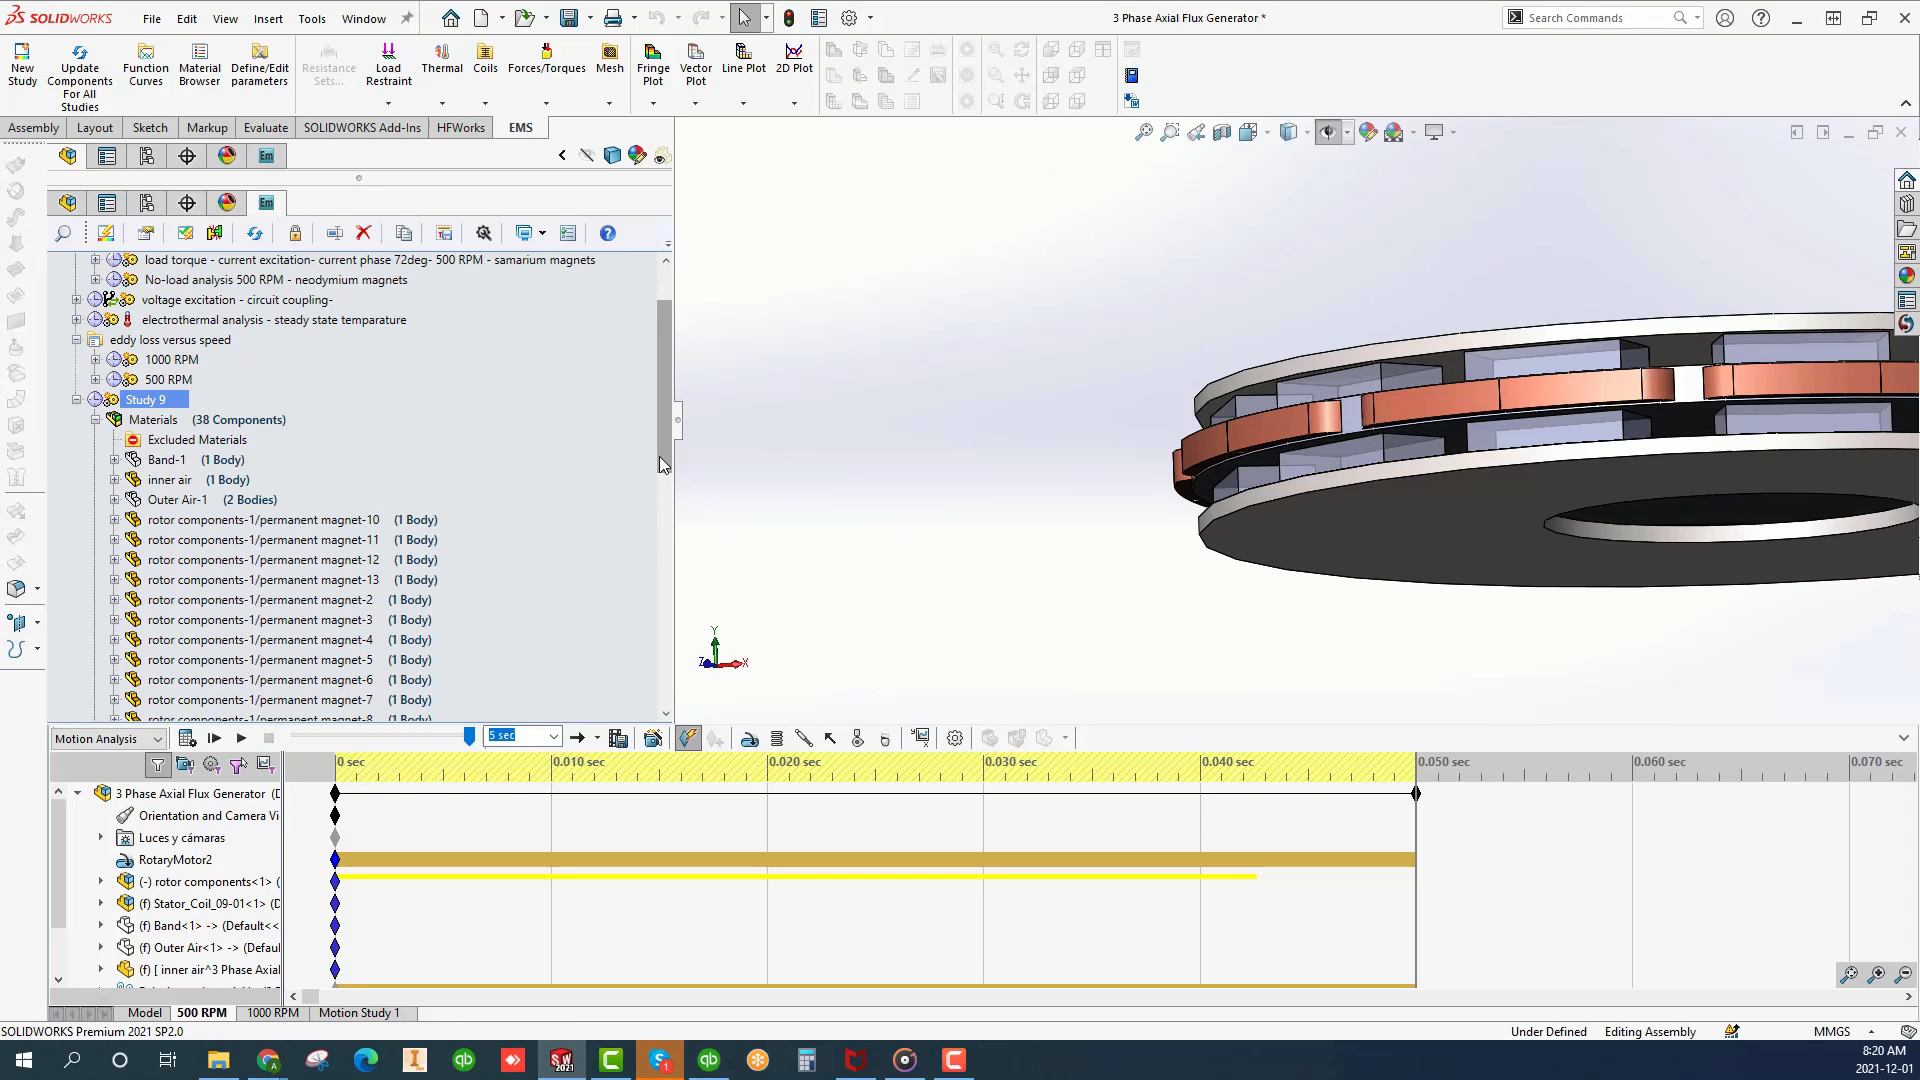 SOLIDWORKS File Edit View Insert Tools Window
3 Phase Axial Flux Generator *
Search Commands
New Study
Update Components For All Studies
Function Curves
Material Browser
Define/Edit parameters
Resistance Sets...
Load Restraint
Thermal
Coils
Forces/Torques
Mesh
Fringe Plot
Vector Plot
Line Plot
2D Plot
Assembly Layout Sketch Markup Evaluate SOLIDWORKS Add-Ins HFWorks EMS
load torque - current excitation- current phase 72deg- 500 RPM - samarium magnets
No-load analysis 500 RPM - neodymium magnets
voltage excitation - circuit coupling-
electrothermal analysis - steady state temparature
eddy loss versus speed
1000 RPM
500 RPM
Study 9
Materials (38 Components)
Excluded Materials
Band-1 (1 Body)
inner air (1 Body)
Outer Air-1 (2 Bodies)
rotor components-1/permanent magnet-10 (1 Body)
rotor components-1/permanent magnet-11 (1 Body)
rotor components-1/permanent magnet-12 (1 Body)
rotor components-1/permanent magnet-13 (1 Body)
rotor components-1/permanent magnet-2 (1 Body)
rotor components-1/permanent magnet-3 (1 Body)
rotor components-1/permanent magnet-4 (1 Body)
rotor components-1/permanent magnet-5 (1 Body)
rotor components-1/permanent magnet-6 (1 Body)
rotor components-1/permanent magnet-7 (1 Body)
rotor components-1/permanent magnet-8 (1 Body)
Y
Z X
Motion Analysis
5 sec
0 sec 0.010 sec 0.020 sec 0.030 sec 0.040 sec 0.050 sec 0.060 sec 0.070 sec
3 Phase Axial Flux Generator (D
Orientation and Camera Vi
Luces y cámaras
RotaryMotor2
(-) rotor components<1> (
(f) Stator_Coil_09-01<1> (D
(f) Band<1> -> (Default<<
(f) Outer Air<1> -> (Defaul
(f) [ inner air^3 Phase Axial
Model 500 RPM 1000 RPM Motion Study 1
SOLIDWORKS Premium 2021 SP2.0
Under Defined Editing Assembly MMGS
8:20 AM
2021-12-01